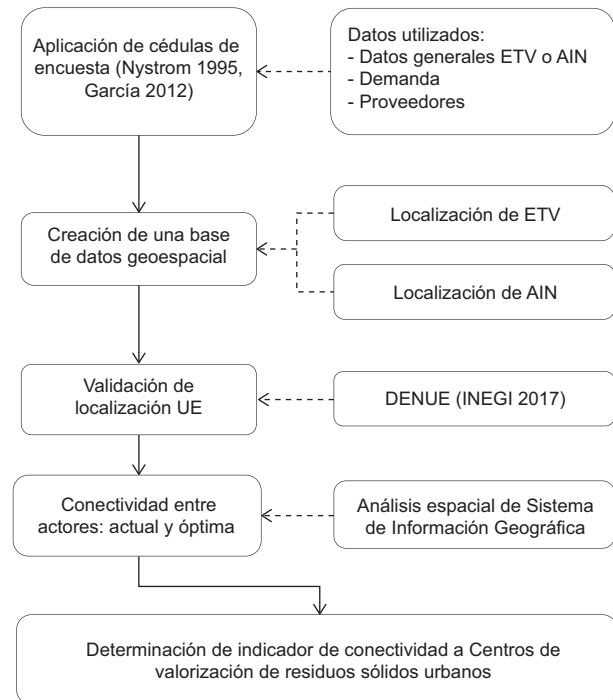 Aplicación de cédulas de
encuesta (Nystrom 1995,
García 2012)
Datos utilizados:
- Datos generales ETV o AIN
- Demanda
- Proveedores
Creación de una base
de datos geoespacial
Localización de ETV
Localización de AIN
Validación de
localización UE
DENUE (INEGI 2017)
Conectividad entre
actores: actual y óptima
Análisis espacial de Sistema
de Información Geográfica
Determinación de indicador de conectividad a Centros de
valorización de residuos sólidos urbanos